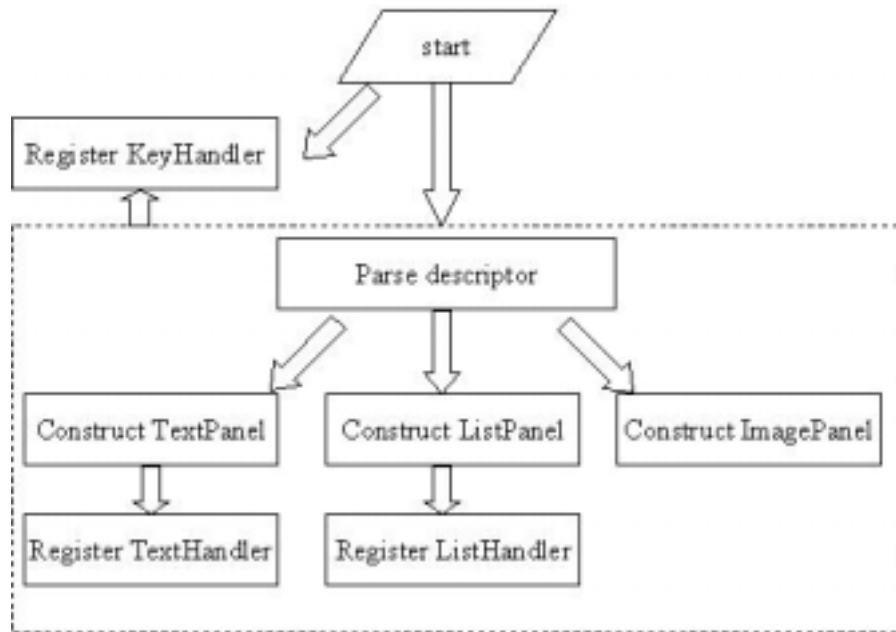 start
Register KeyHandler
Parse descriptor
Construct TextPanel
Construct ListPanel
Construct ImagePanel
Register TextHandler
Register ListHandler